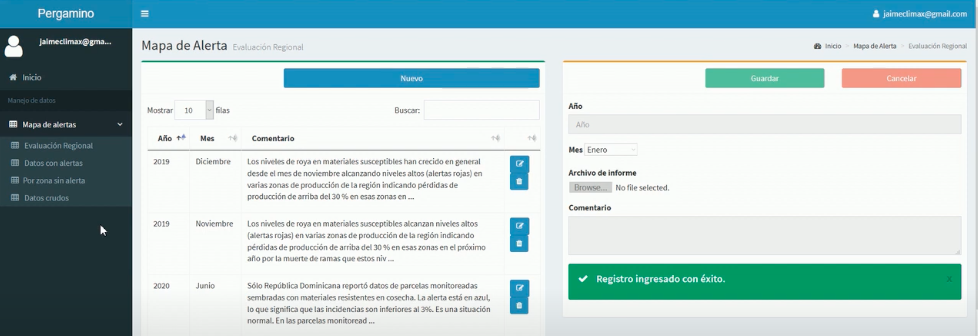 Pergamino
jaimeclimax@gmail.com
jaimeclimax@gma...
Mapa de Alerta Evaluación Regional
Inicio > Mapa de Alerta > Evaluación Regional
Inicio
Manejo de datos
Mapa de alertas
Evaluación Regional
Datos con alertas
Por zona sin alerta
Datos crudos
Nuevo
Mostrar 10 filas
Buscar:
Año Mes Comentario
2019 Diciembre Los niveles de roya en materiales susceptibles han crecido en general
desde el mes de noviembre alcanzando niveles altos (alertas rojas) en
varias zonas de producción de la región indicando pérdidas de
producción de arriba del 30 % en esas zonas en ...
2019 Noviembre Los niveles de roya en materiales susceptibles alcanzan niveles altos
(alertas rojas) en varias zonas de producción de la región indicando
pérdidas de producción de arriba del 30 % en esas zonas en el próximo
año por la muerte de ramas que estos niv ...
2020 Junio Sólo República Dominicana reportó datos de parcelas monitoreadas
sembradas con materiales resistentes en cosecha. La alerta está en azul,
lo que significa que las incidencias son inferiores al 3%. Es una situación
normal. En las parcelas monitoread ...
Guardar Cancelar
Año
Año
Mes Enero
Archivo de informe
Browse... No file selected.
Comentario
Registro ingresado con éxito.